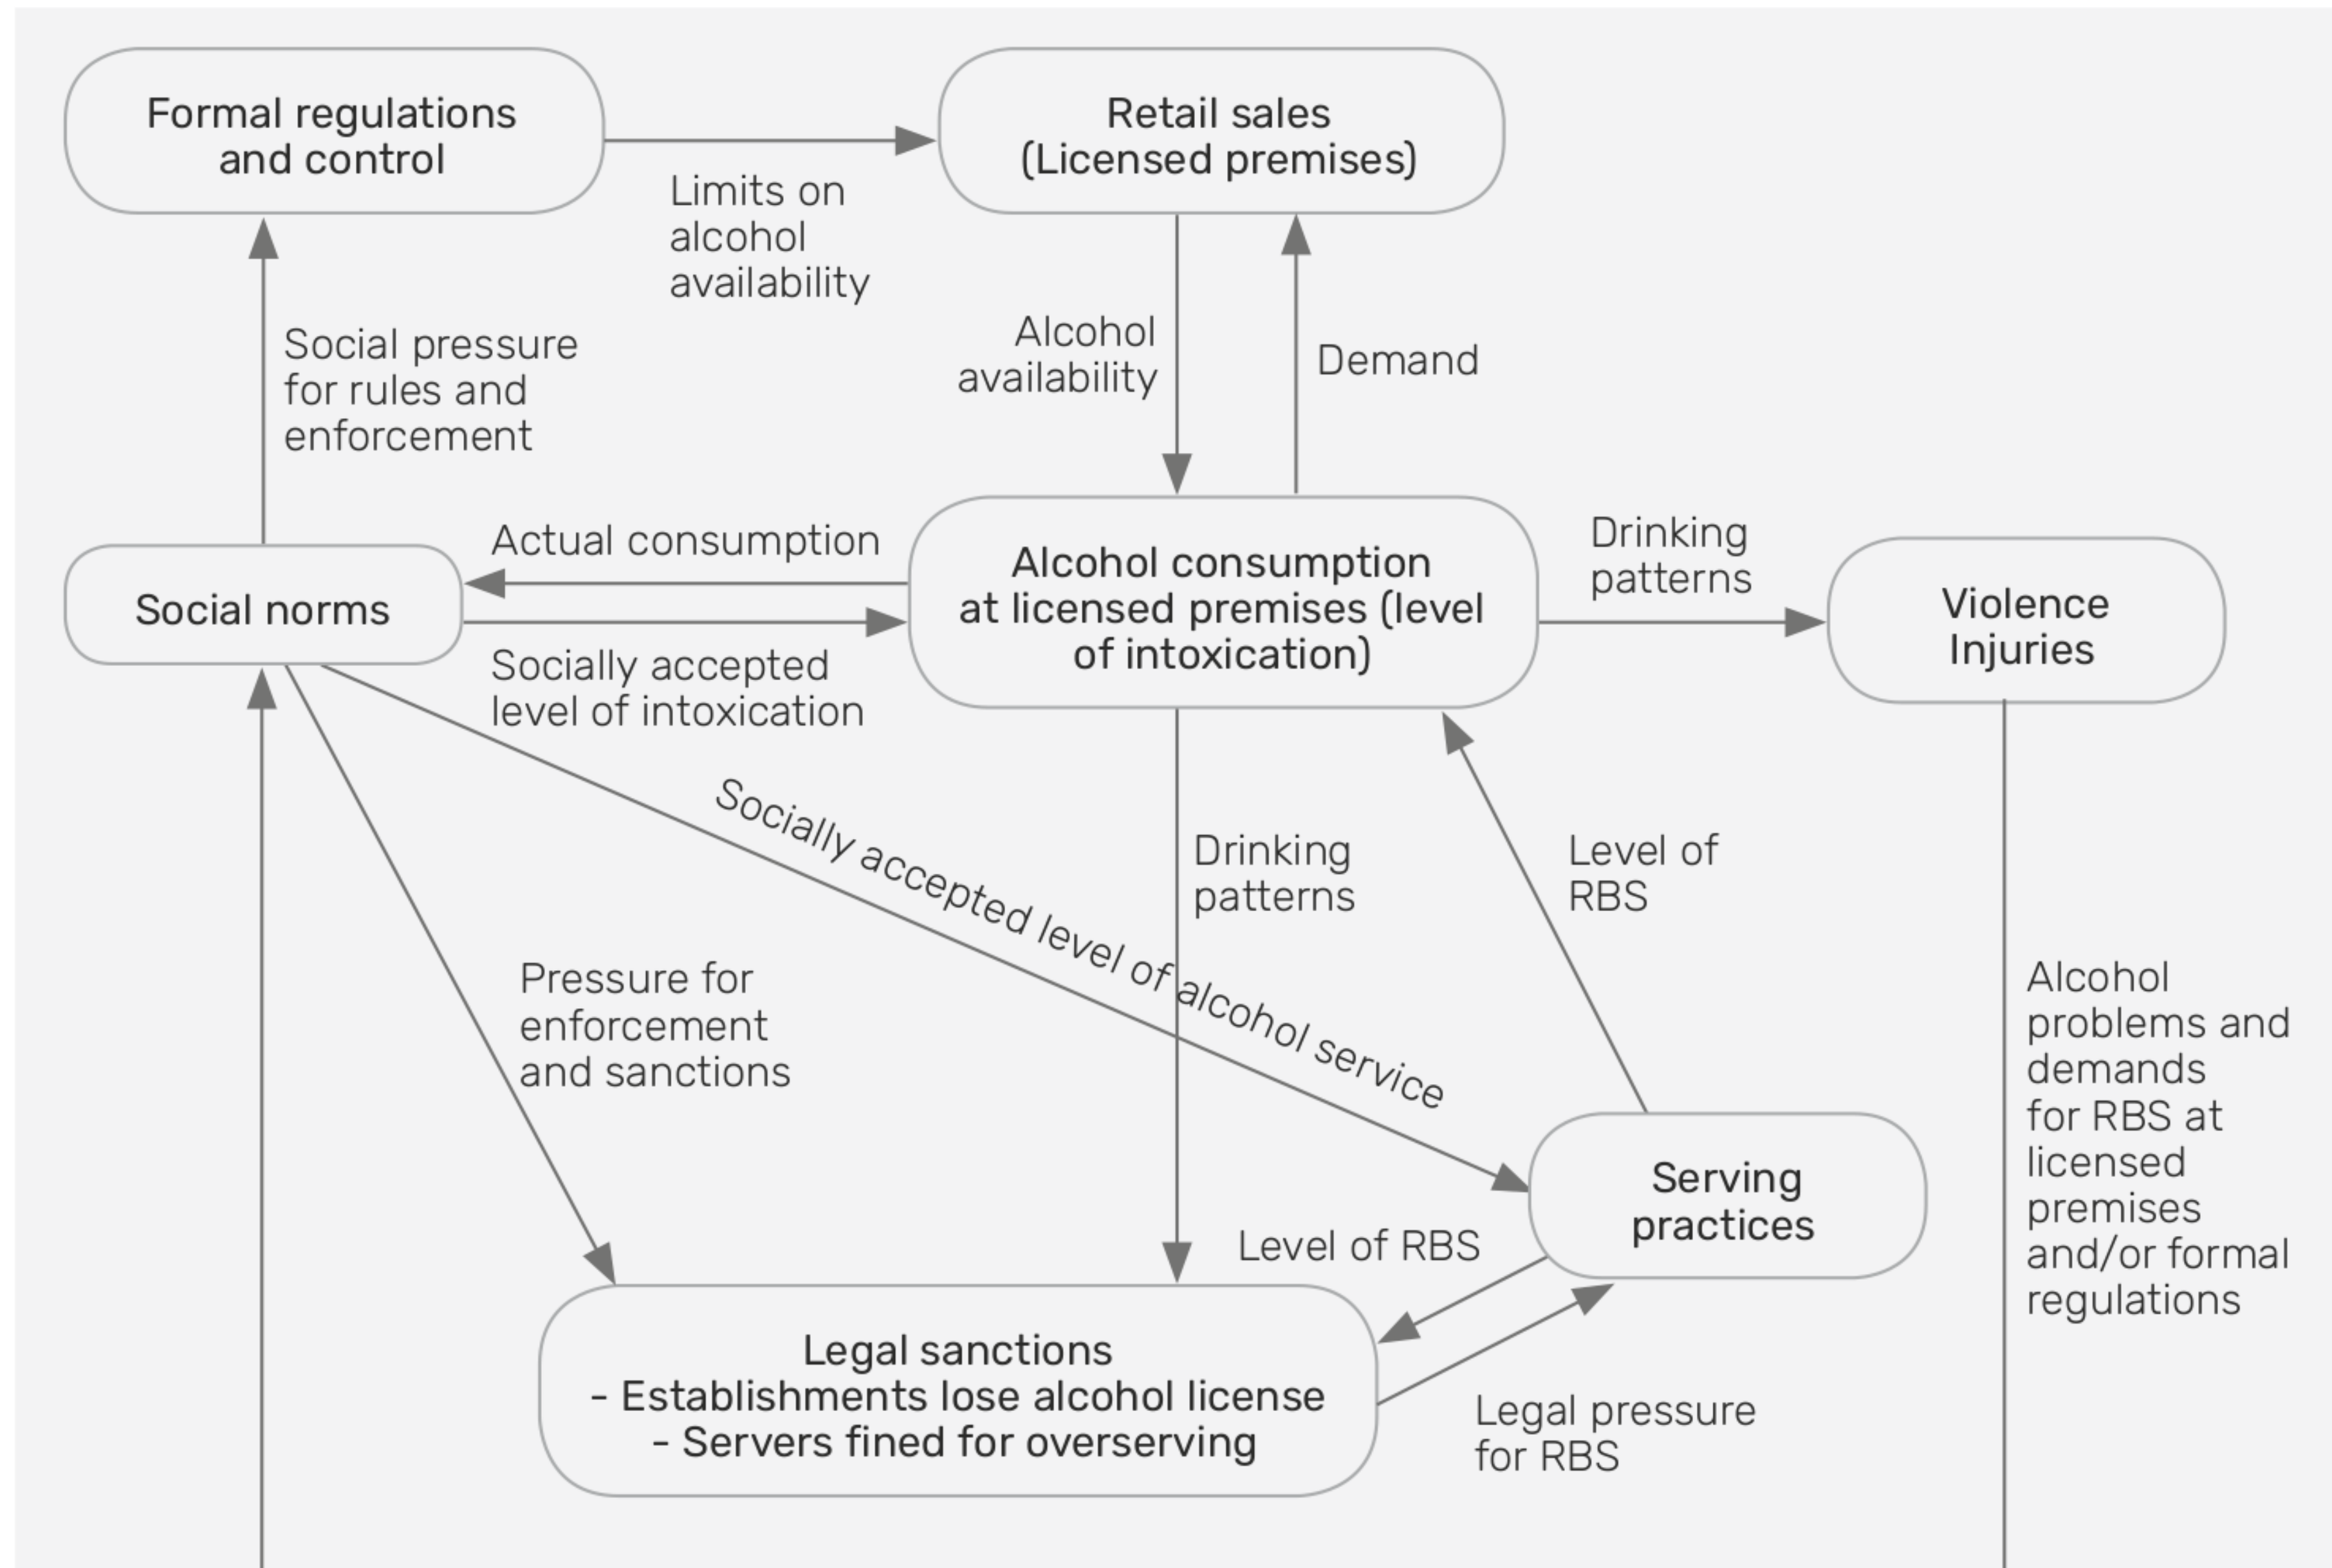 Formal regulations
and control
Retail sales
(Licensed premises)
Limits on
alcohol
availability
Social pressure
for rules and
enforcement
Alcohol
availability
Demand
Actual consumption
Social norms
Socially accepted
level of intoxication
Alcohol consumption
at licensed premises (level
of intoxication)
Drinking
patterns
Violence
Injuries
Socially accepted level of alcohol service
Drinking
patterns
Level of
RBS
Pressure for
enforcement
and sanctions
Alcohol
problems and
demands
for RBS at
licensed
premises
and/or formal
regulations
Serving
practices
Level of RBS
Legal sanctions
- Establishments lose alcohol license
- Servers fined for overserving
Legal pressure
for RBS